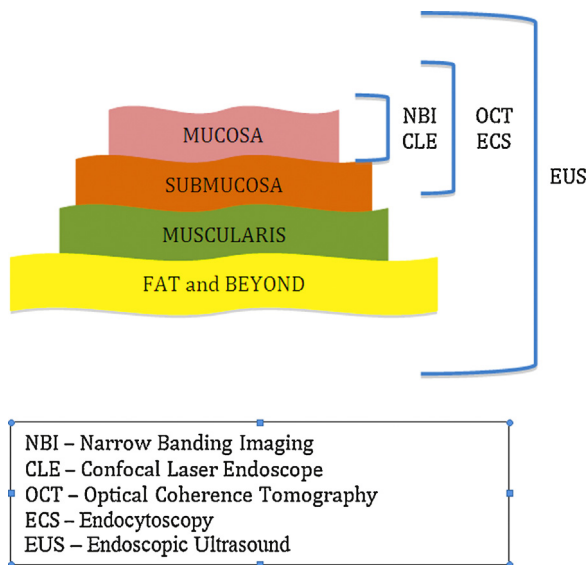 MUCOSA
SUBMUCOSA
MUSCULARIS
FAT and BEYOND
NBI
CLE
OCT
ECS
EUS
NBI – Narrow Banding Imaging
CLE – Confocal Laser Endoscope
OCT – Optical Coherence Tomography
ECS – Endocytoscopy
EUS – Endoscopic Ultrasound